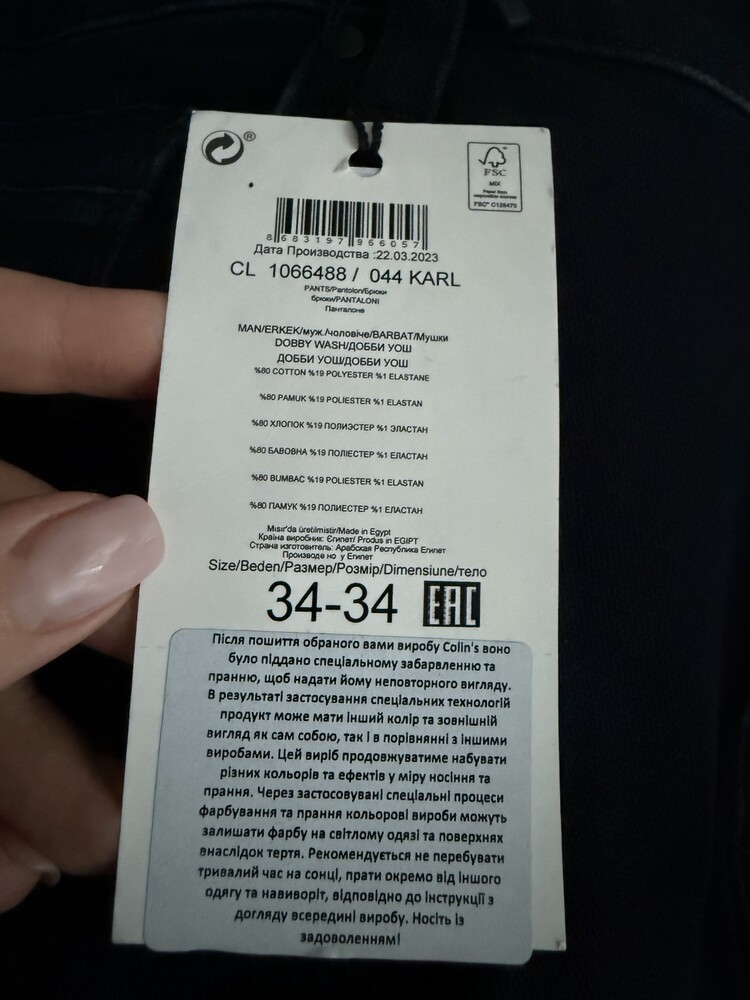 ®
FSC
MIX
Paper from
responsible sources
FSC® C126475
8683197966057
Дата Производства :22.03.2023
CL 1066488 / 044 KARL
PANTS/Pantolon/Брюки
брюки/PANTALONI
Панталоне
MAN/ERKEK/муж./чоловіче/BARBAT/Мушки
DOBBY WASH/ДОББИ УОШ
ДОББИ УОШ/ДОББИ УОШ
%80 COTTON %19 POLYESTER %1 ELASTANE
%80 PAMUK %19 POLIESTER %1 ELASTAN
%80 ХЛОПОК %19 ПОЛИЭСТЕР %1 ЭЛАСТАН
%80 БАВОВНА %19 ПОЛІЕСТЕР %1 ЕЛАСТАН
%80 BUMBAC %19 POLIESTER %1 ELASTAN
%80 ПАМУК %19 ПОЛИЕСТЕР %1 ЕЛАСТАН
Mısır'da üretilmistir/Made in Egypt
Країна виробник: Єгипет/ Produs in EGIPT
Страна изготовитель: Арабская Республика Египет
Производе но у Египет
Size/Beden/Размер/Розмір/Dimensiune/тело
34-34 EAC
Після пошиття обраного вами виробу Colin's воно
було піддано спеціальному забарвленню та
пранню, щоб надати йому неповторного вигляду.
В результаті застосування спеціальних технологій
продукт може мати інший колір та зовнішній
вигляд як сам собою, так і в порівнянні з іншими
виробами. Цей виріб продовжуватиме набувати
різних кольорів та ефектів у міру носіння та
прання. Через застосовувані спеціальні процеси
фарбування та прання кольорові вироби можуть
залишати фарбу на світлому одязі та поверхнях
внаслідок тертя. Рекомендується не перебувати
тривалий час на сонці, прати окремо від іншого
одягу та навиворіт, відповідно до інструкції з
догляду всередині виробу. Носіть із
задоволенням!